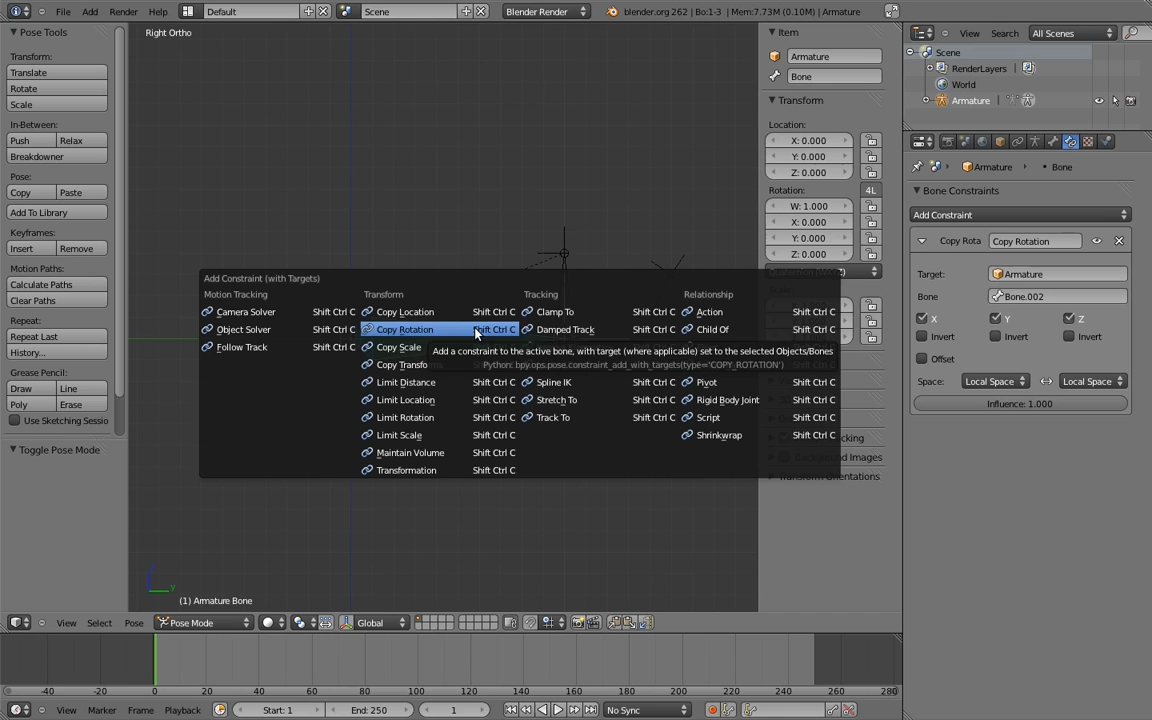 File Add Render Help Default Scene Blender Render blender.org 262 | Bo:1-3 | Mem:7.73M (0.10M) | Armature
Pose Tools
Transform:
Translate
Rotate
Scale
In-Between:
Push Relax
Breakdowner
Pose:
Copy Paste
Add To Library
Keyframes:
Insert Remove
Motion Paths:
Calculate Paths
Clear Paths
Repeat:
Repeat Last
History...
Grease Pencil:
Draw Line
Poly Erase
Use Sketching Sessio
Toggle Pose Mode
Right Ortho
Add Constraint (with Targets)
Motion Tracking
Camera Solver Shift Ctrl C
Object Solver Shift Ctrl C
Follow Track Shift Ctrl C
Transform
Copy Location Shift Ctrl C
Copy Rotation Shift Ctrl C
Copy Scale
Copy Transfo
Limit Distance Shift Ctrl C
Limit Location Shift Ctrl C
Limit Rotation Shift Ctrl C
Limit Scale Shift Ctrl C
Maintain Volume Shift Ctrl C
Transformation Shift Ctrl C
Tracking
Clamp To Shift Ctrl C
Damped Track Shift Ctrl C
Spline IK Shift Ctrl C
Stretch To Shift Ctrl C
Track To Shift Ctrl C
Relationship
Action Shift Ctrl C
Child Of Shift Ctrl C
Pivot Shift Ctrl C
Rigid Body Joint Shift Ctrl C
Script Shift Ctrl C
Shrinkwrap Shift Ctrl C
Add a constraint to the active bone, with target (where applicable) set to the selected Objects/Bones
Python: bpy.ops.pose.constraint_add_with_targets(type='COPY_ROTATION')
y
(1) Armature Bone
Item
Armature
Bone
Transform
Location:
X: 0.000
Y: 0.000
Z: 0.000
Rotation: 4L
W: 1.000
X: 0.000
Y: 0.000
Z: 0.000
Background Images
Transform Orientations
View Search All Scenes
Scene
RenderLayers |
World
Armature |
Armature Bone
Bone Constraints
Add Constraint
Copy Rota Copy Rotation
Target: Armature
Bone Bone.002
X Y Z
Invert Invert Invert
Offset
Space: Local Space Local Space
Influence: 1.000
View Select Pose Pose Mode Global
-40 -20 0 20 40 60 80 100 120 140 160 180 200 220 240 260 280
View Marker Frame Playback Start: 1 End: 250 1 No Sync